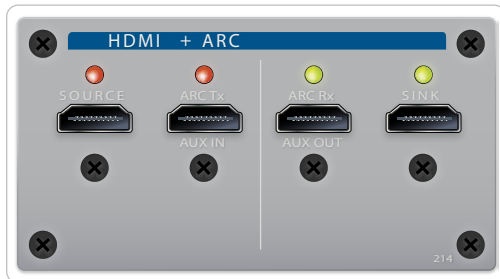 HDMI + ARC
SOURCE ARC Tx ARC Rx SINK
AUX IN AUX OUT
214